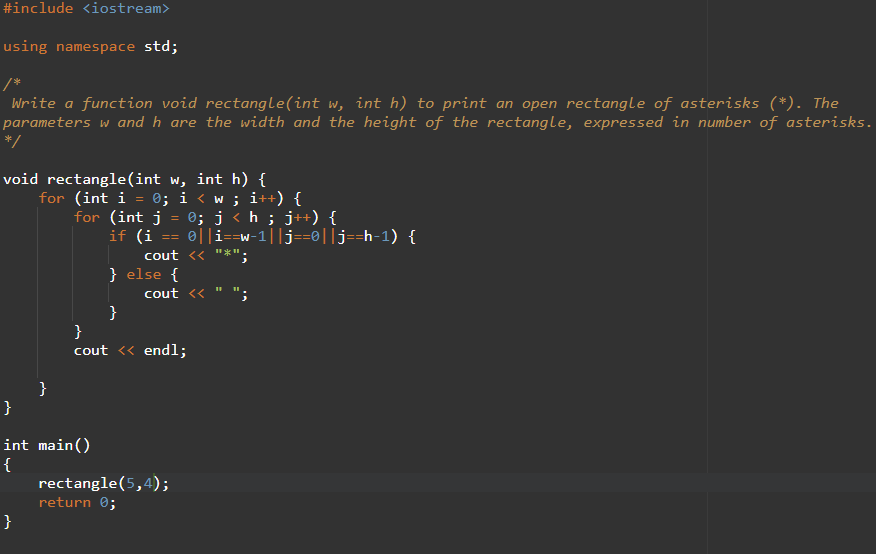 #include <iostream>
using namespace std;
/*
 Write a function void rectangle(int w, int h) to print an open rectangle of asterisks (*). The
parameters w and h are the width and the height of the rectangle, expressed in number of asterisks.
*/
void rectangle(int w, int h) {
    for (int i = 0; i < w ; i++) {
        for (int j = 0; j < h ; j++) {
            if (i == 0||i==w-1||j==0||j==h-1) {
                cout << "*";
            } else {
                cout << " ";
            }
        }
        cout << endl;
    }
}
int main()
{
    rectangle(5,4);
    return 0;
}